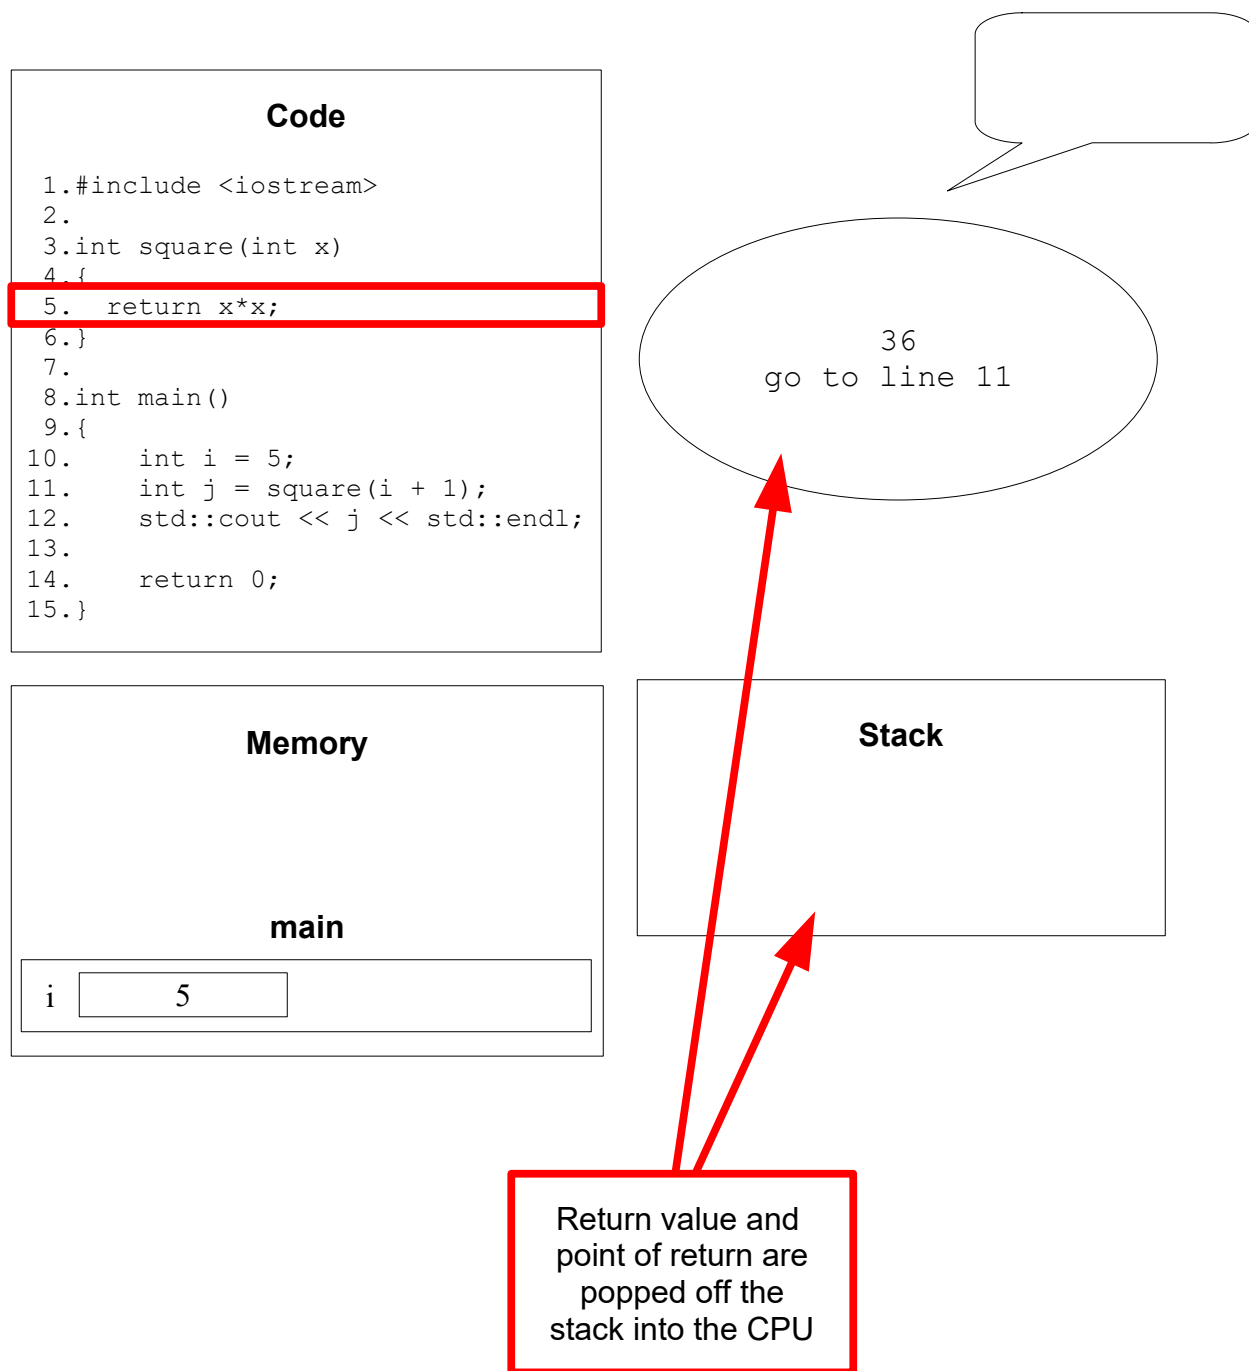 Code
1.#include <iostream>
2.
3.int square(int x)
4.{
5.  return x*x;
6.}
7.
8.int main()
9.{
10.    int i = 5;
11.    int j = square(i + 1);
12.    std::cout << j << std::endl;
13.
14.    return 0;
15.}
36
go to line 11
Memory
main
i 5
Stack
Return value and
point of return are
popped off the
stack into the CPU